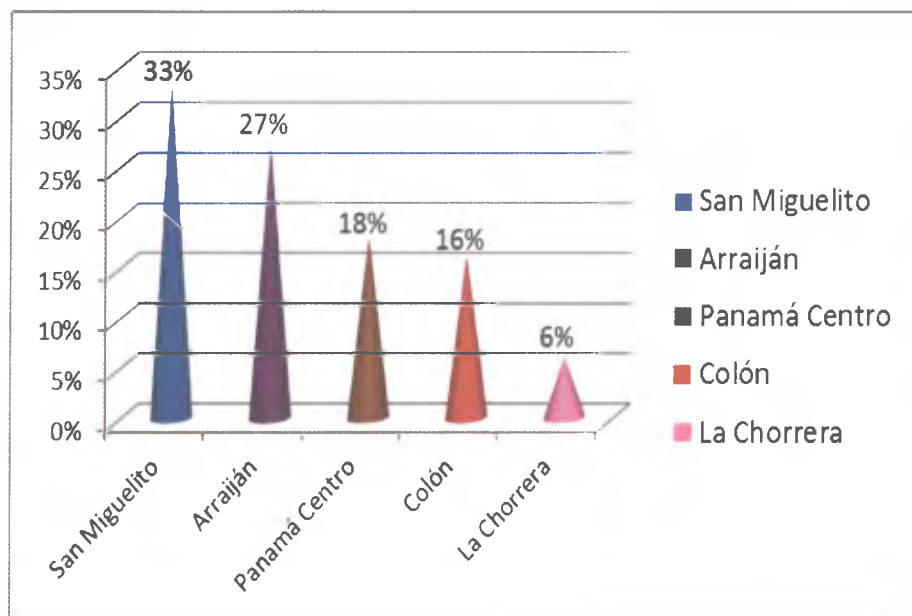 35%
30%
25%
20%
15%
10%
5%
0%
33%
27%
18%
16%
6%
San Miguelito
Arraiján
Panamá Centro
Colón
La Chorrera
San Miguelito
Arraiján
Panamá Centro
Colón
La Chorrera